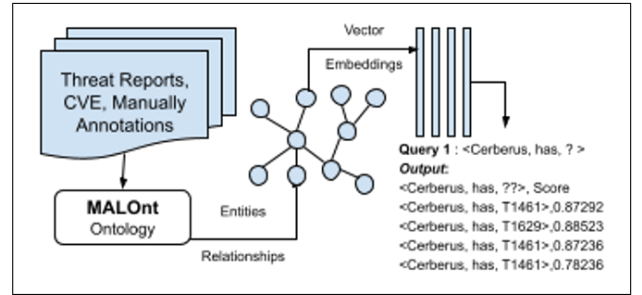 Threat Reports,
CVE, Manually
Annotations
MALOnt
Ontology
Entities
Relationships
Vector
Embeddings
Query 1 : <Cerberus, has, ? >
Output:
<Cerberus, has, ??>, Score
<Cerberus, has, T1461>,0.87292
<Cerberus, has, T1629>,0.88523
<Cerberus, has, T1461>,0.87236
<Cerberus, has, T1461>,0.78236